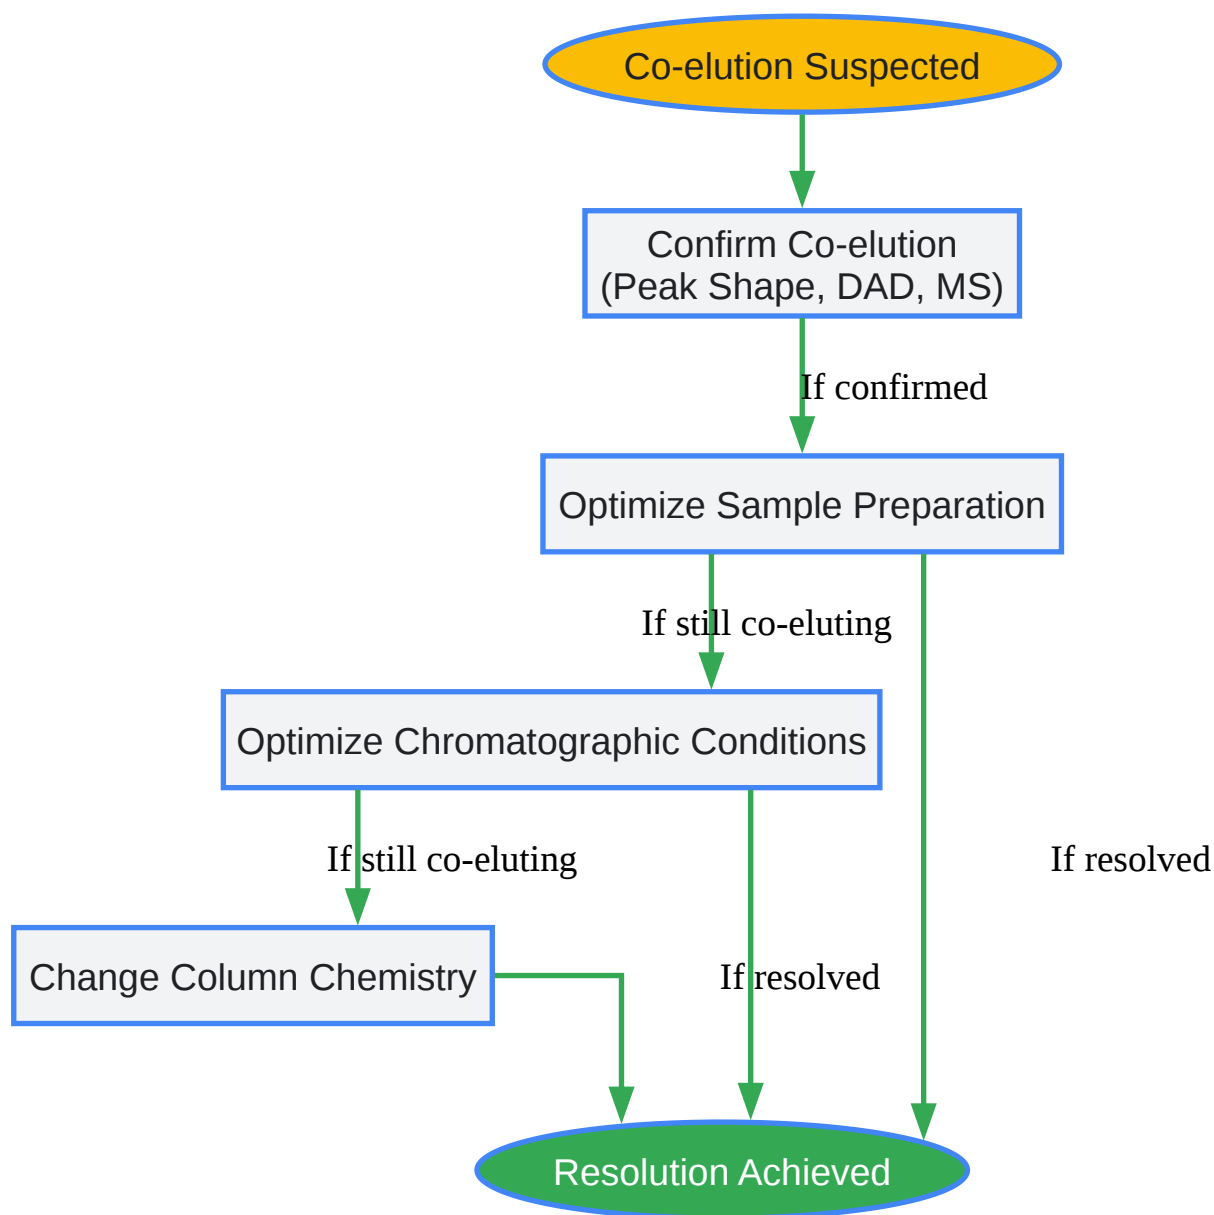 Co-elution Suspected
Confirm Co-elution
(Peak Shape, DAD, MS)
If confirmed
Optimize Sample Preparation
If still co-eluting
Optimize Chromatographic Conditions
If still co-eluting
If resolved
Change Column Chemistry
If resolved
Resolution Achieved